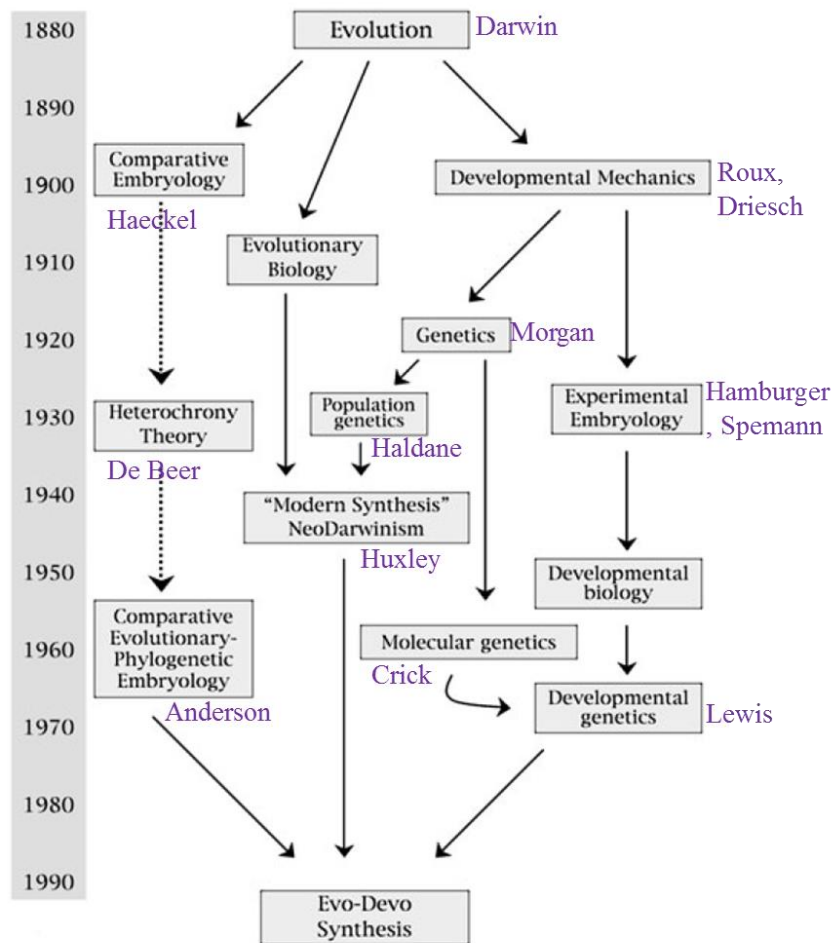 1880
Evolution
Darwin
1890
Comparative
Embryology
Haeckel
1900
Developmental Mechanics
Roux,
Driesch
Evolutionary
Biology
1910
Genetics
Morgan
1920
Heterochrony
Theory
De Beer
1930
Population
genetics
Haldane
Experimental
Embryology
Hamburger
, Spemann
1940
“Modern Synthesis”
NeoDarwinism
Huxley
1950
Developmental
biology
Comparative
Evolutionary-
Phylogenetic
Embryology
Anderson
1960
Molecular genetics
Crick
Developmental
genetics
Lewis
1970
1980
1990
Evo-Devo
Synthesis